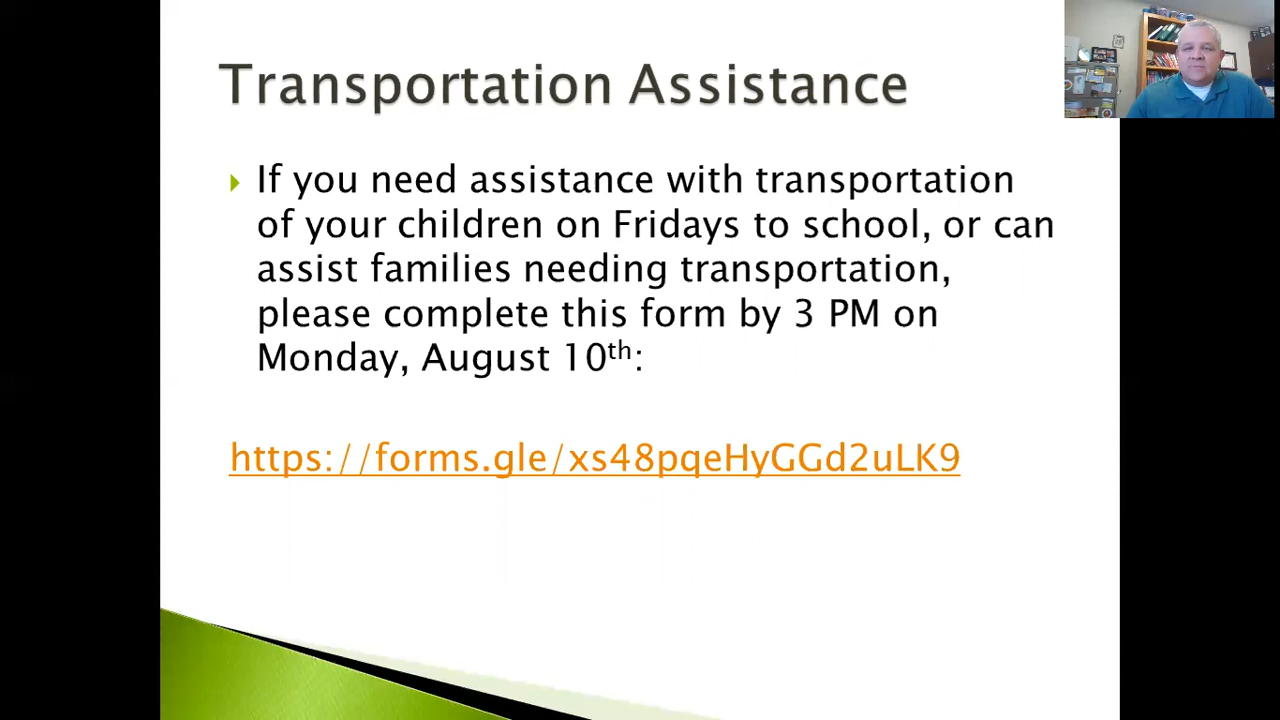 Transportation Assistance
If you need assistance with transportation
of your children on Fridays to school, or can
assist families needing transportation,
please complete this form by 3 PM on
Monday, August 10th:
https://forms.gle/xs48pqeHyGGd2uLK9